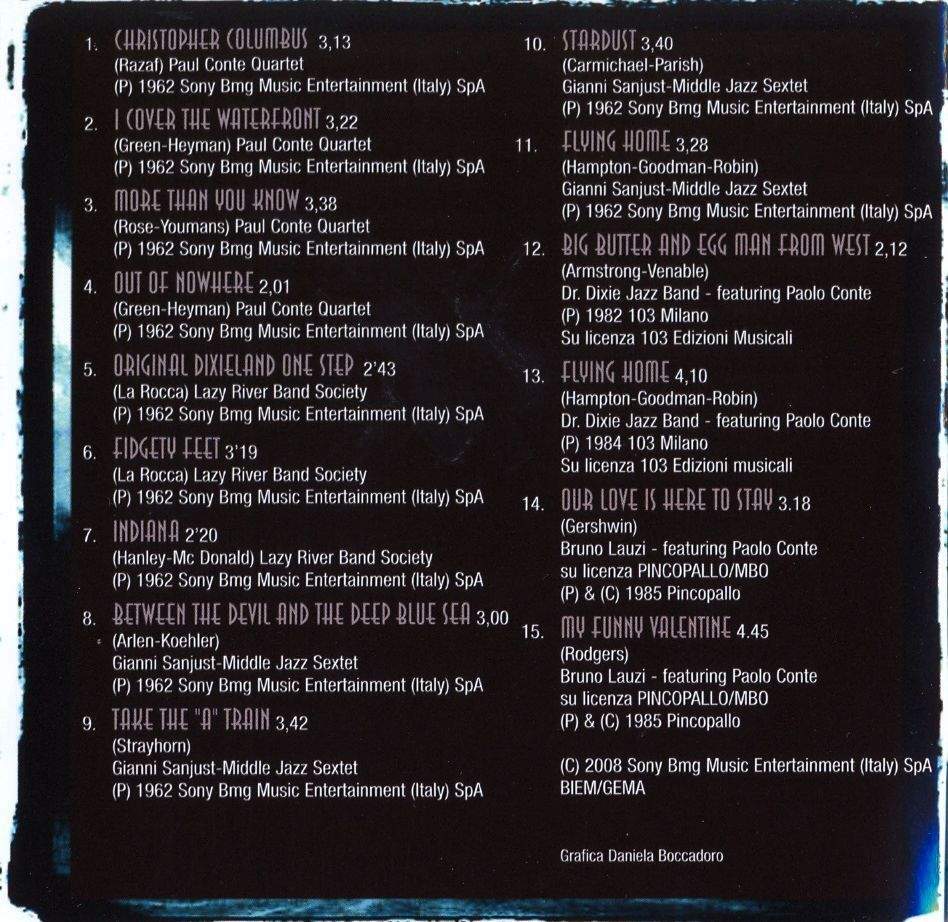 1. CHRISTOPHER COLUMBUS 3,13
(Razaf) Paul Conte Quartet
(P) 1962 Sony Bmg Music Entertainment (Italy) SpA
2. I COVER THE WATERFRONT 3,22
(Green-Heyman) Paul Conte Quartet
(P) 1962 Sony Bmg Music Entertainment (Italy) SpA
3. MORE THAN YOU KNOW 3,38
(Rose-Youmans) Paul Conte Quartet
(P) 1962 Sony Bmg Music Entertainment (Italy) SpA
4. OUT OF NOWHERE 2,01
(Green-Heyman) Paul Conte Quartet
(P) 1962 Sony Bmg Music Entertainment (Italy) SpA
5. ORIGINAL DIXIELAND ONE STEP 2'43
(La Rocca) Lazy River Band Society
(P) 1962 Sony Bmg Music Entertainment (Italy) SpA
6. FIDGETY FEET 3'19
(La Rocca) Lazy River Band Society
(P) 1962 Sony Bmg Music Entertainment (Italy) SpA
7. INDIANA 2'20
(Hanley-Mc Donald) Lazy River Band Society
(P) 1962 Sony Bmg Music Entertainment (Italy) SpA
8. BETWEEN THE DEVIL AND THE DEEP BLUE SEA 3,00
(Arlen-Koehler)
Gianni Sanjust-Middle Jazz Sextet
(P) 1962 Sony Bmg Music Entertainment (Italy) SpA
9. TAKE THE "A" TRAIN 3,42
(Strayhorn)
Gianni Sanjust-Middle Jazz Sextet
(P) 1962 Sony Bmg Music Entertainment (Italy) SpA
10. STARDUST 3,40
(Carmichael-Parish)
Gianni Sanjust-Middle Jazz Sextet
(P) 1962 Sony Bmg Music Entertainment (Italy) SpA
11. FLYING HOME 3,28
(Hampton-Goodman-Robin)
Gianni Sanjust-Middle Jazz Sextet
(P) 1962 Sony Bmg Music Entertainment (Italy) SpA
12. BIG BUTTER AND EGG MAN FROM WEST 2,12
(Armstrong-Venable)
Dr. Dixie Jazz Band - featuring Paolo Conte
(P) 1982 103 Milano
Su licenza 103 Edizioni Musicali
13. FLYING HOME 4,10
(Hampton-Goodman-Robin)
Dr. Dixie Jazz Band - featuring Paolo Conte
(P) 1984 103 Milano
Su licenza 103 Edizioni musicali
14. OUR LOVE IS HERE TO STAY 3.18
(Gershwin)
Bruno Lauzi - featuring Paolo Conte
su licenza PINCOPALLO/MBO
(P) & (C) 1985 Pincopallo
15. MY FUNNY VALENTINE 4.45
(Rodgers)
Bruno Lauzi - featuring Paolo Conte
su licenza PINCOPALLO/MBO
(P) & (C) 1985 Pincopallo
(C) 2008 Sony Bmg Music Entertainment (Italy) SpA
BIEM/GEMA
Grafica Daniela Boccadoro